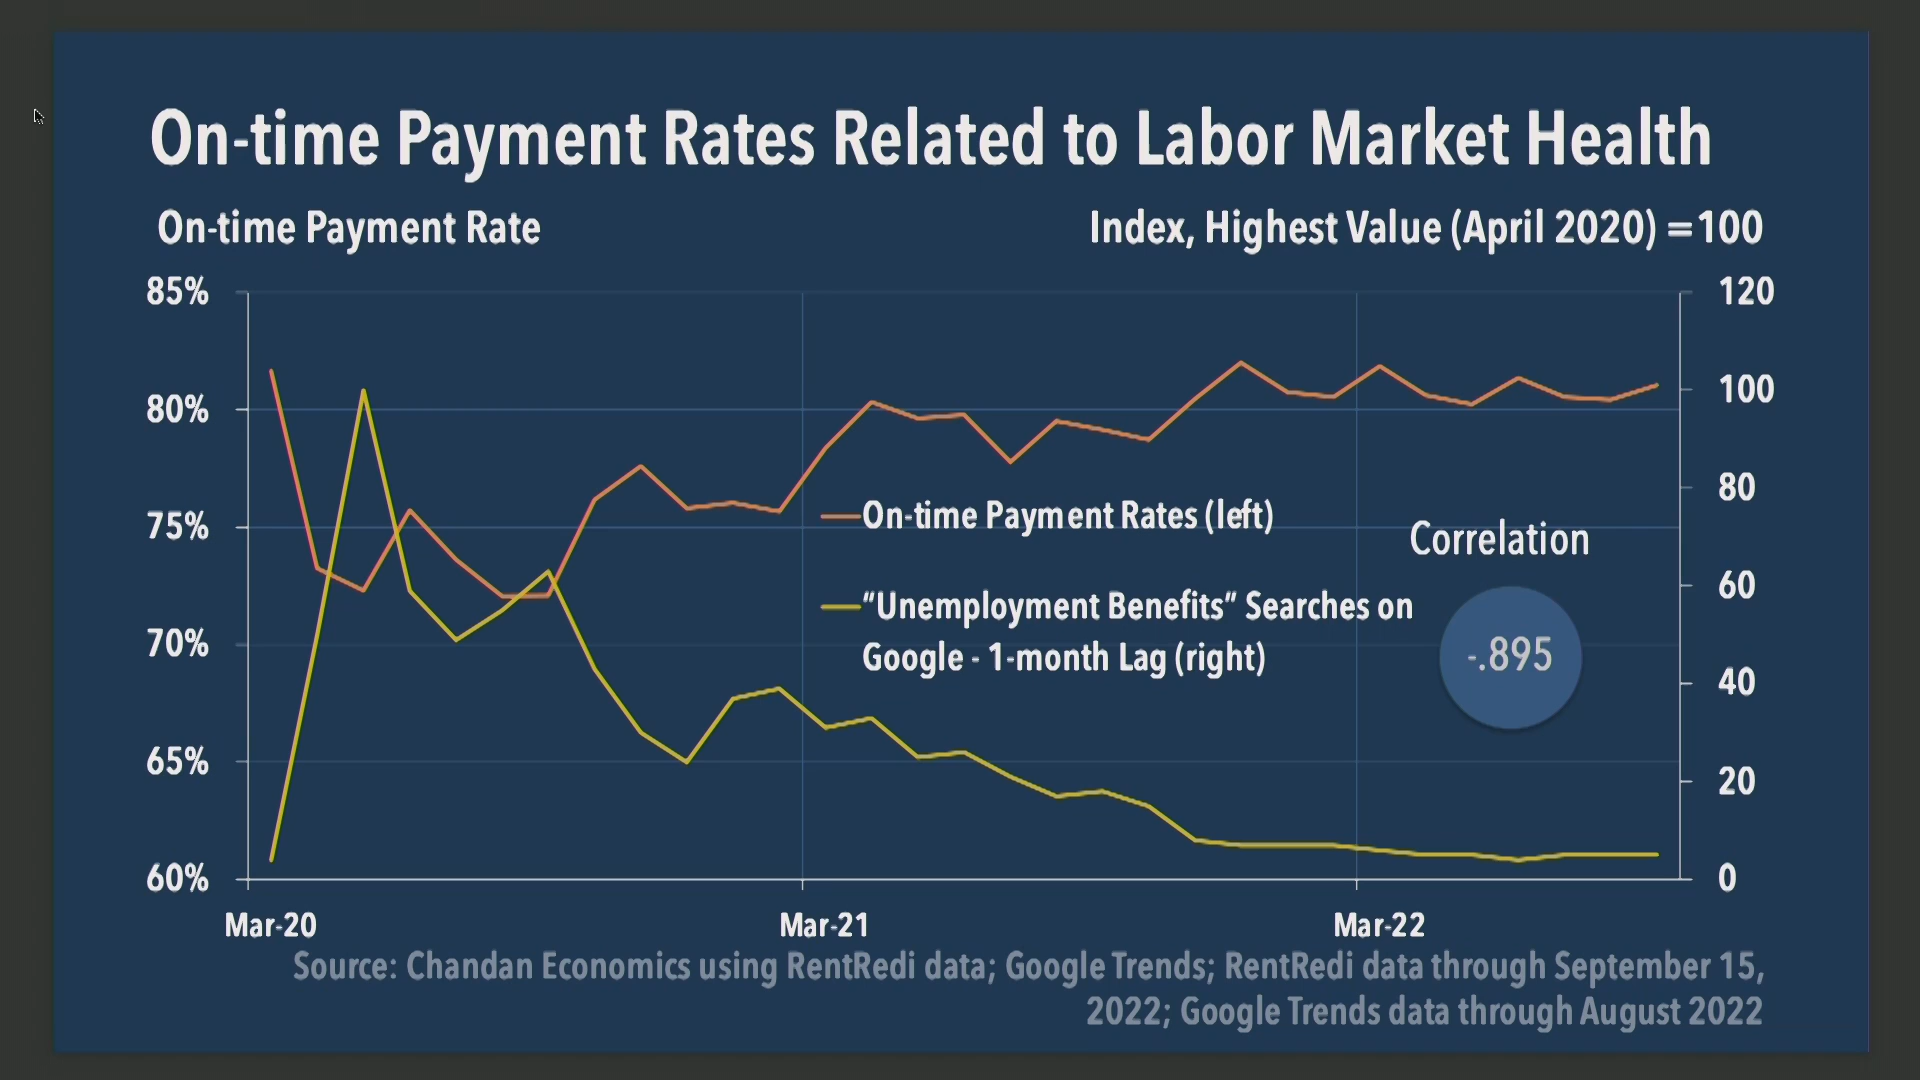 On-time Payment Rates Related to Labor Market Health
On-time Payment Rate
Index, Highest Value (April 2020) =100
85%
80%
75%
70%
65%
60%
120
100
80
60
40
20
0
On-time Payment Rates (left)
"Unemployment Benefits" Searches on
Google - 1-month Lag (right)
Correlation
-.895
Mar-20
Mar-21
Mar-22
Source: Chandan Economics using RentRedi data; Google Trends; RentRedi data through September 15,
2022; Google Trends data through August 2022